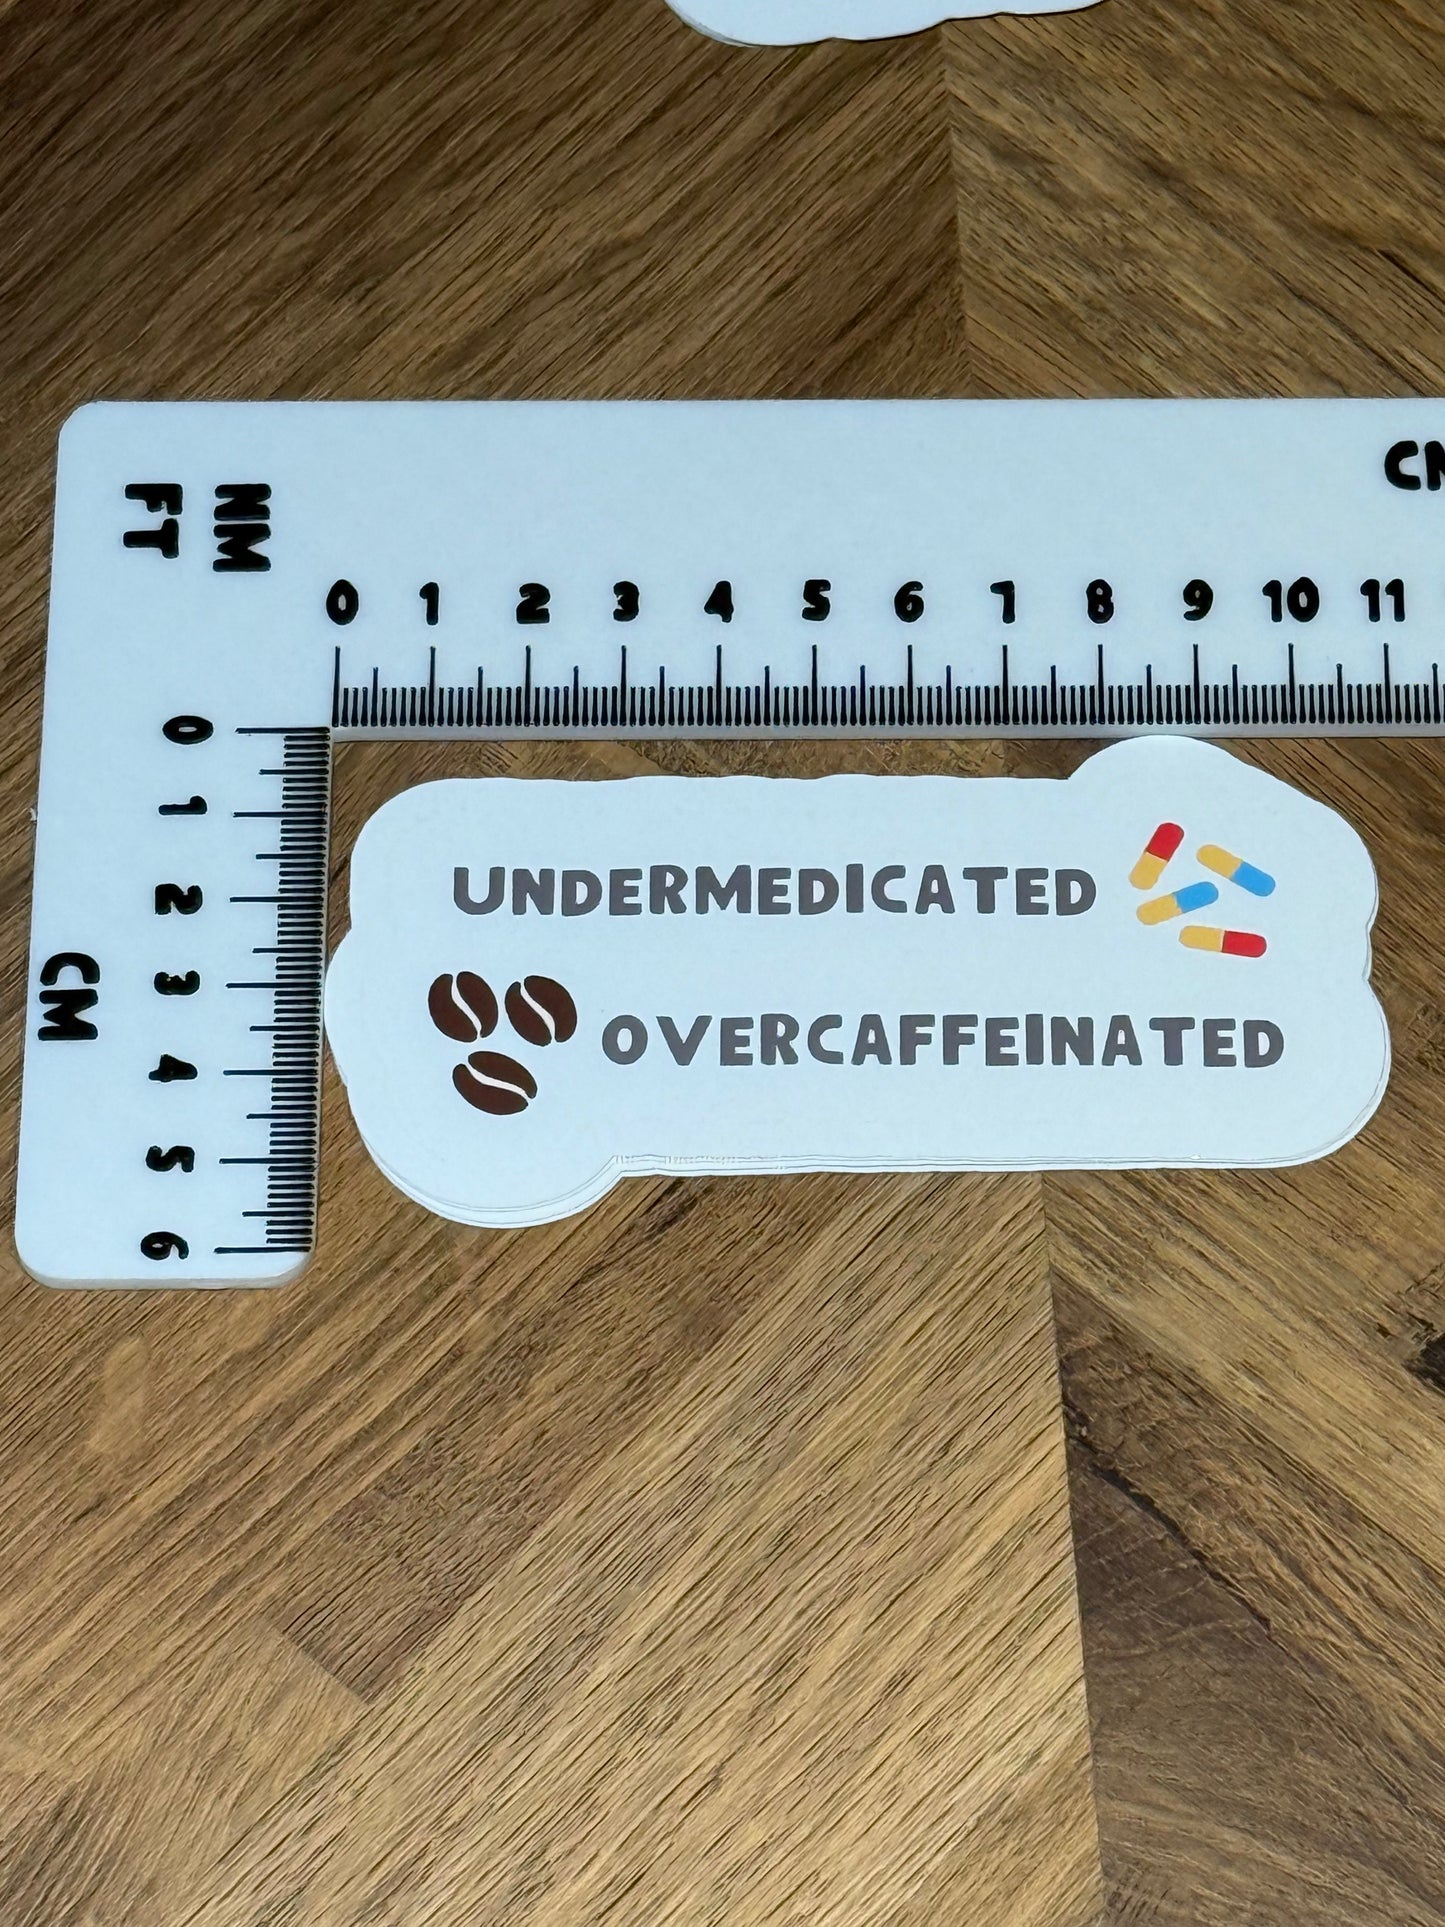 CM
NM
FT
0 1 2 3 4 5 6 7 8 9 10 11
0
1
2
3
4
5
6
CM
UNDERMEDICATED
OVERCAFFEINATED